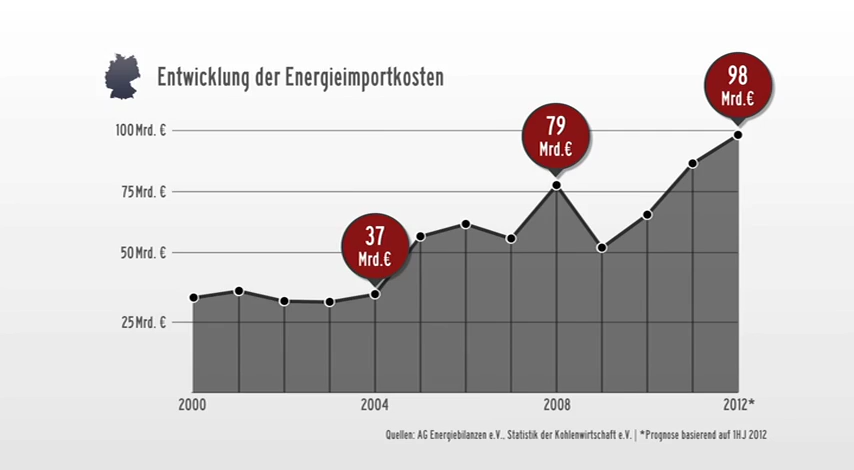 Entwicklung der Energieimportkosten
98
Mrd.€
79
Mrd.€
37
Mrd.€
100 Mrd. €
75 Mrd. €
50 Mrd. €
25 Mrd. €
2000 2004 2008 2012*
Quellen: AG Energiebilanzen e.V., Statistik der Kohlenwirtschaft e.V. | *Prognose basierend auf 1HJ 2012